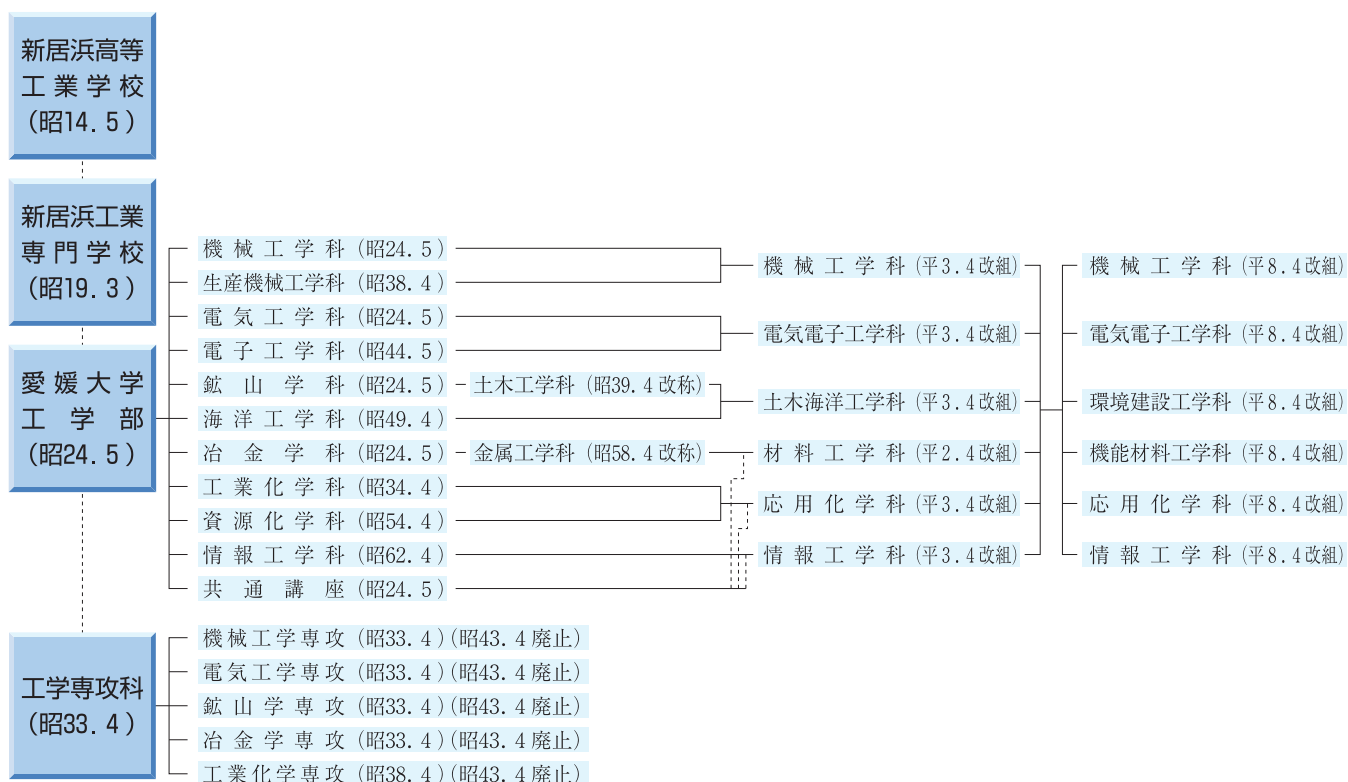 新居浜高等
工業学校
(昭14.5)
新居浜工業
専門学校
(昭19.3)
愛媛大学
工学部
(昭24.5)
機械工学科(昭24.5)
生産機械工学科(昭38.4)
電気工学科(昭24.5)
電子工学科(昭44.5)
鉱山学科(昭24.5)
土木工学科(昭39.4改称)
海洋工学科(昭49.4)
冶金学科(昭24.5)
金属工学科(昭58.4改称)
工業化学科(昭34.4)
資源化学科(昭54.4)
情報工学科(昭62.4)
共通講座(昭24.5)
機械工学科(平3.4改組)
電気電子工学科(平3.4改組)
土木海洋工学科(平3.4改組)
材料工学科(平2.4改組)
応用化学科(平3.4改組)
情報工学科(平3.4改組)
機械工学科(平8.4改組)
電気電子工学科(平8.4改組)
環境建設工学科(平8.4改組)
機能材料工学科(平8.4改組)
応用化学科(平8.4改組)
情報工学科(平8.4改組)
工学専攻科
(昭33.4)
機械工学専攻(昭33.4)(昭43.4廃止)
電気工学専攻(昭33.4)(昭43.4廃止)
鉱山学専攻(昭33.4)(昭43.4廃止)
冶金学専攻(昭33.4)(昭43.4廃止)
工業化学専攻(昭38.4)(昭43.4廃止)